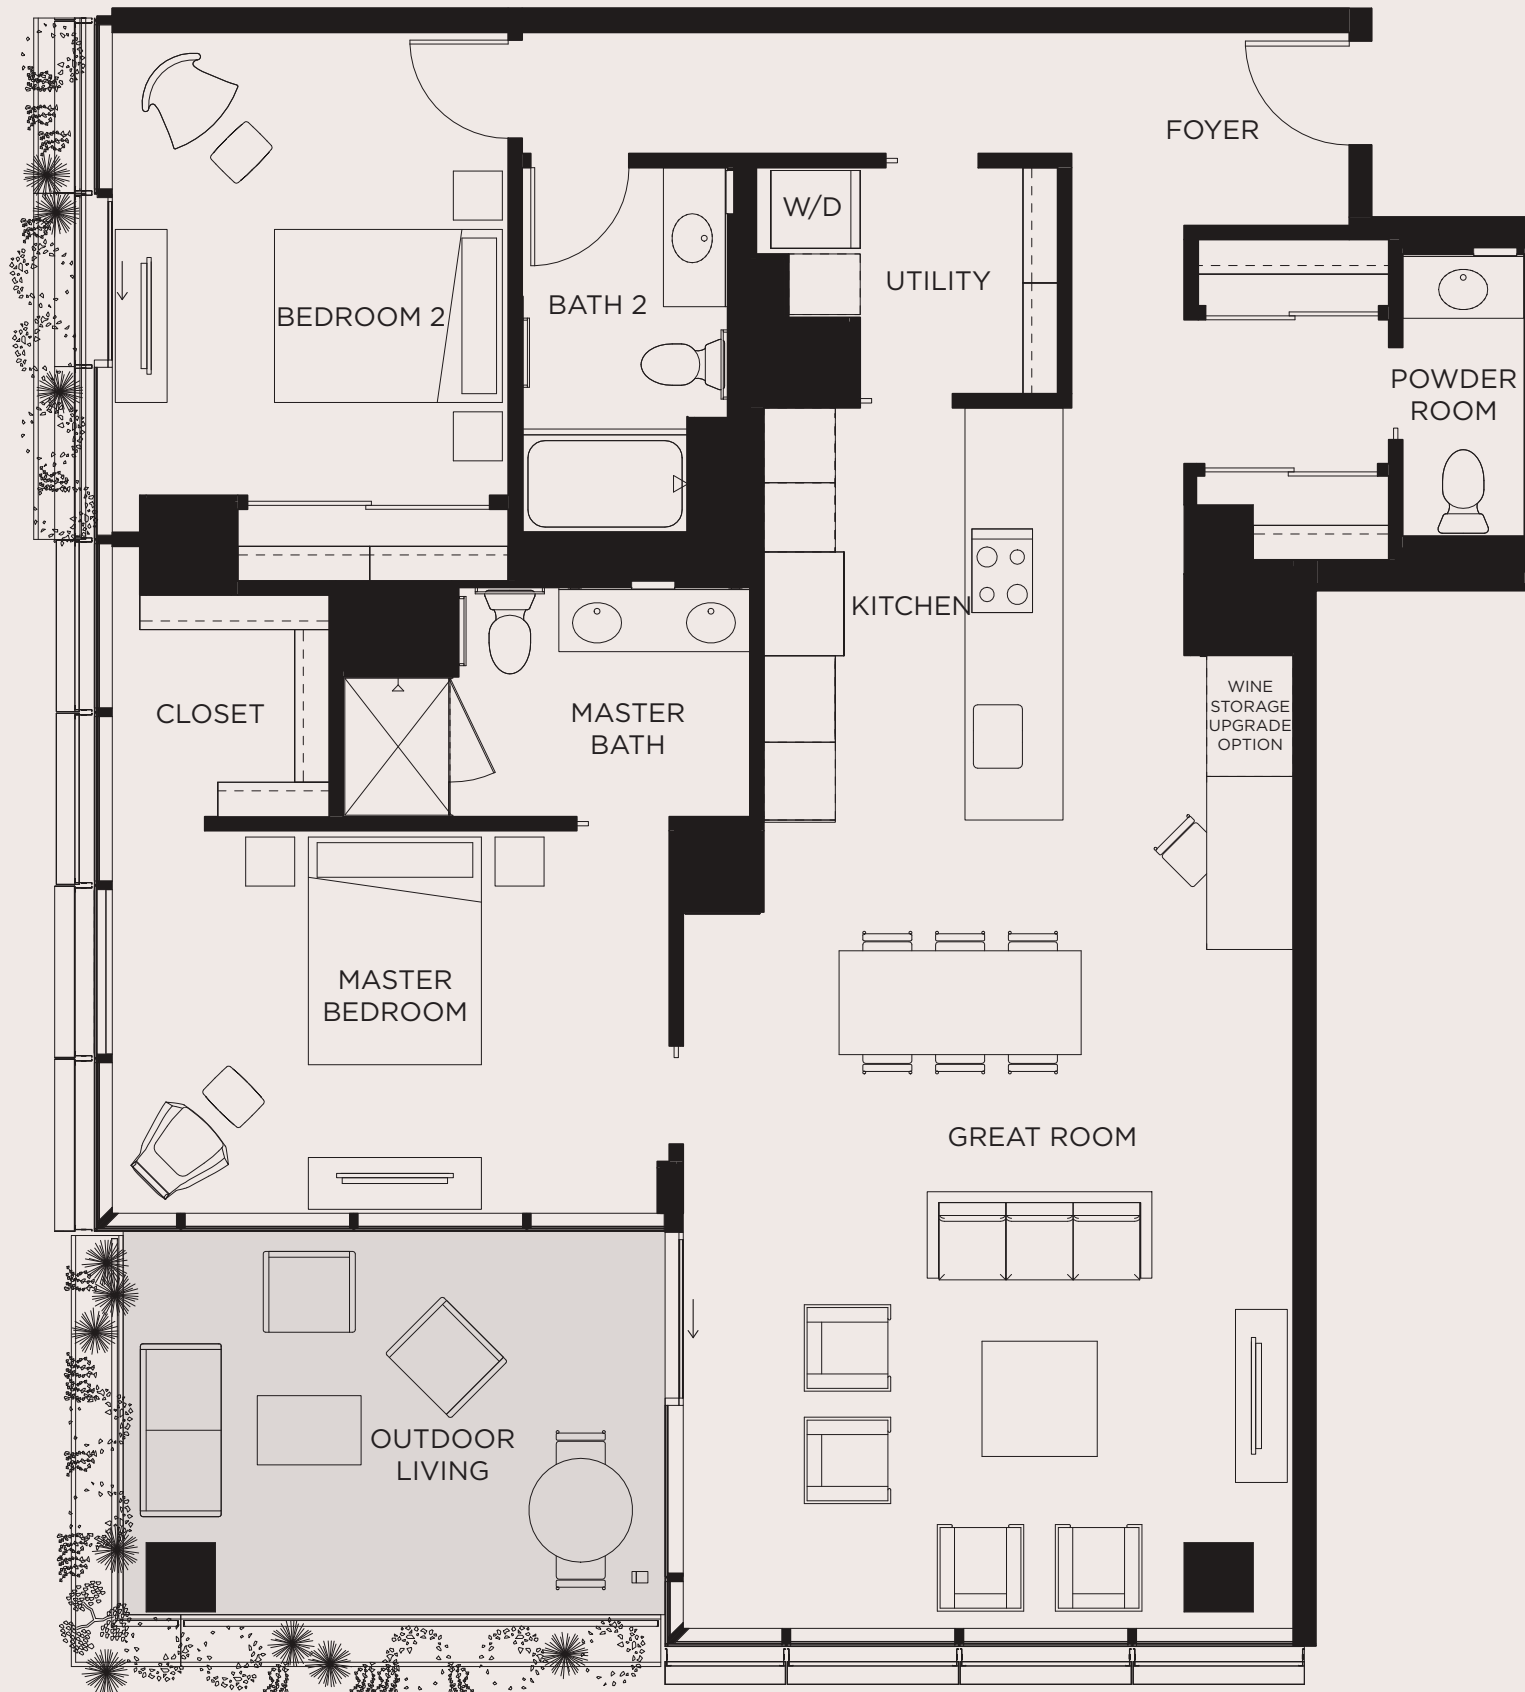 FOYER
W/D
UTILITY
BATH 2
BEDROOM 2
POWDER
ROOM
KITCHEN
WINE
STORAGE
UPGRADE
OPTION
CLOSET
MASTER
BATH
MASTER
BEDROOM
GREAT ROOM
OUTDOOR
LIVING